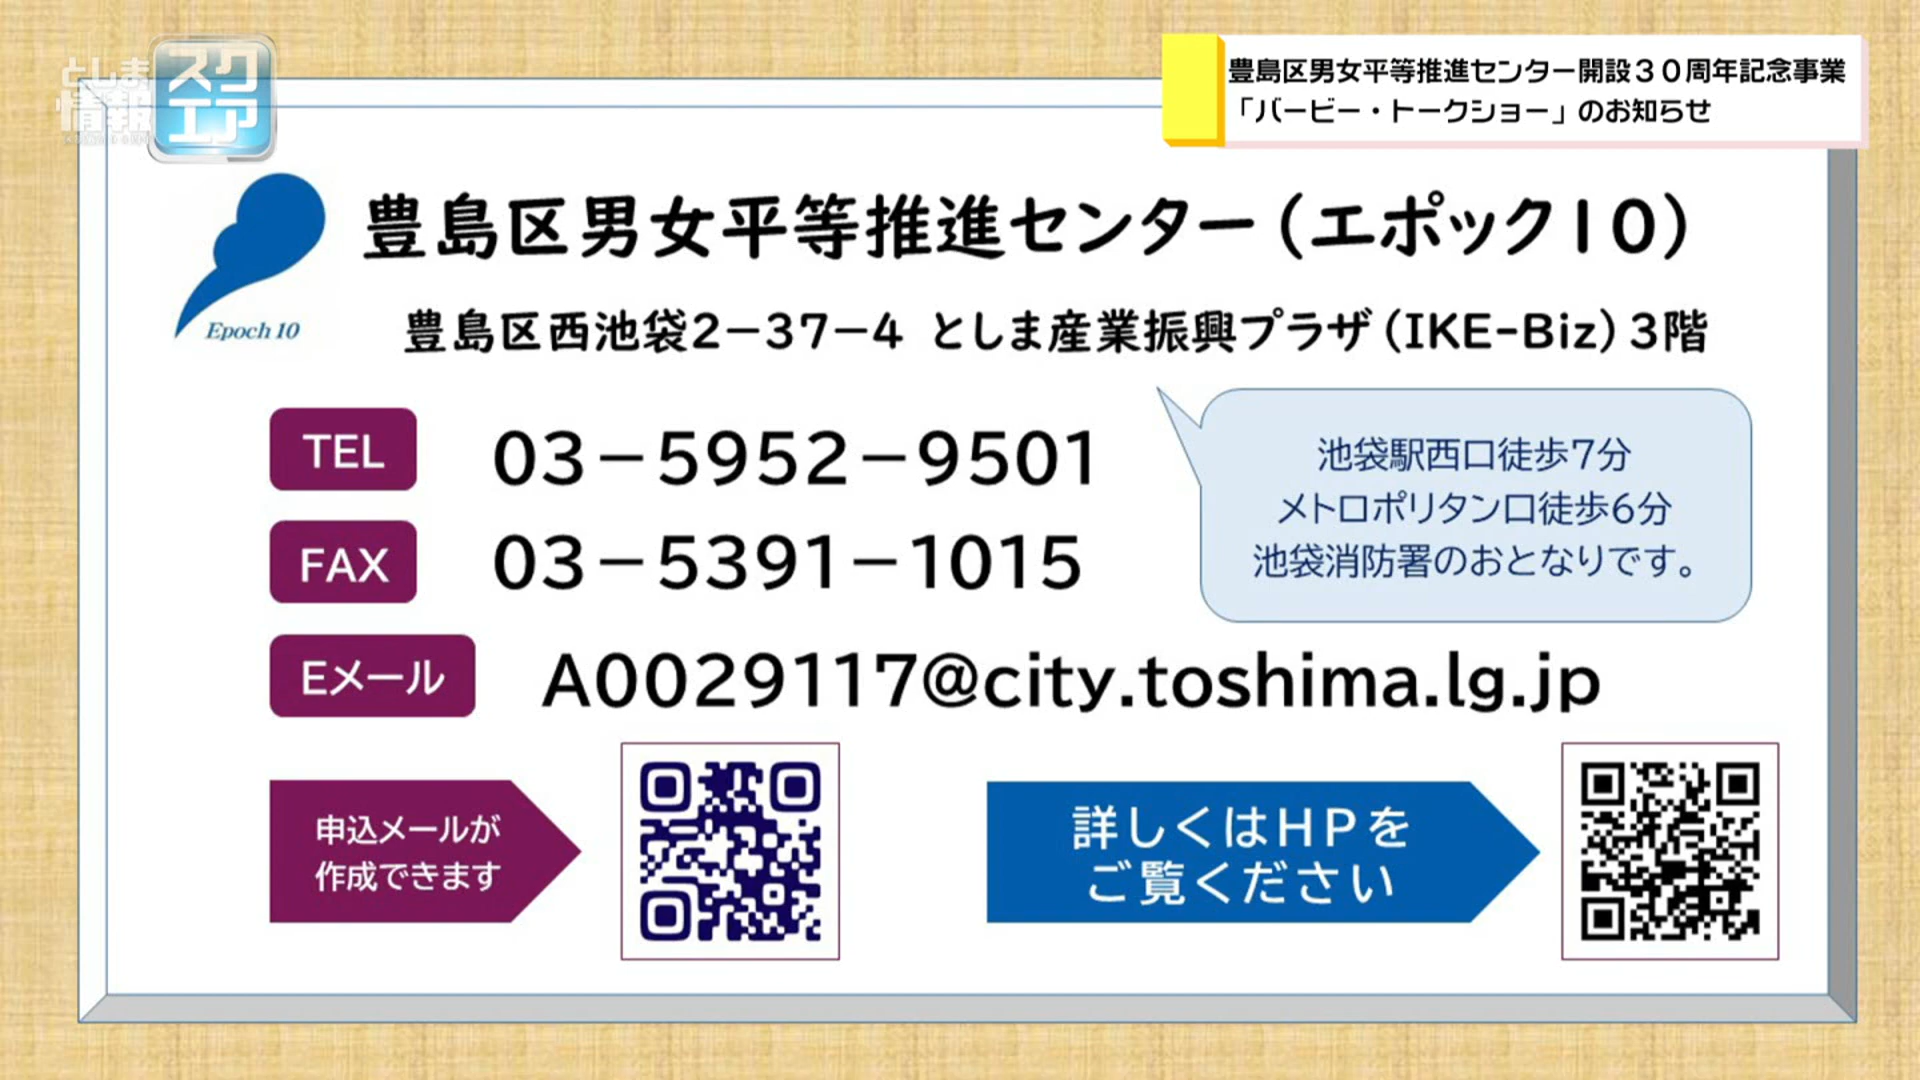 としま
情報
スク
エア
豊島区男女平等推進センター開設３０周年記念事業
「バービー・トークショー」のお知らせ
豊島区男女平等推進センター（エポック10）
Epoch 10
豊島区西池袋2－37－4 としま産業振興プラザ（IKE-Biz）3階
TEL 03－5952－9501
FAX 03－5391－1015
池袋駅西口徒歩7分
メトロポリタン口徒歩6分
池袋消防署のおとなりです。
Eメール A0029117@city.toshima.lg.jp
申込メールが
作成できます
詳しくはＨＰを
ご覧ください